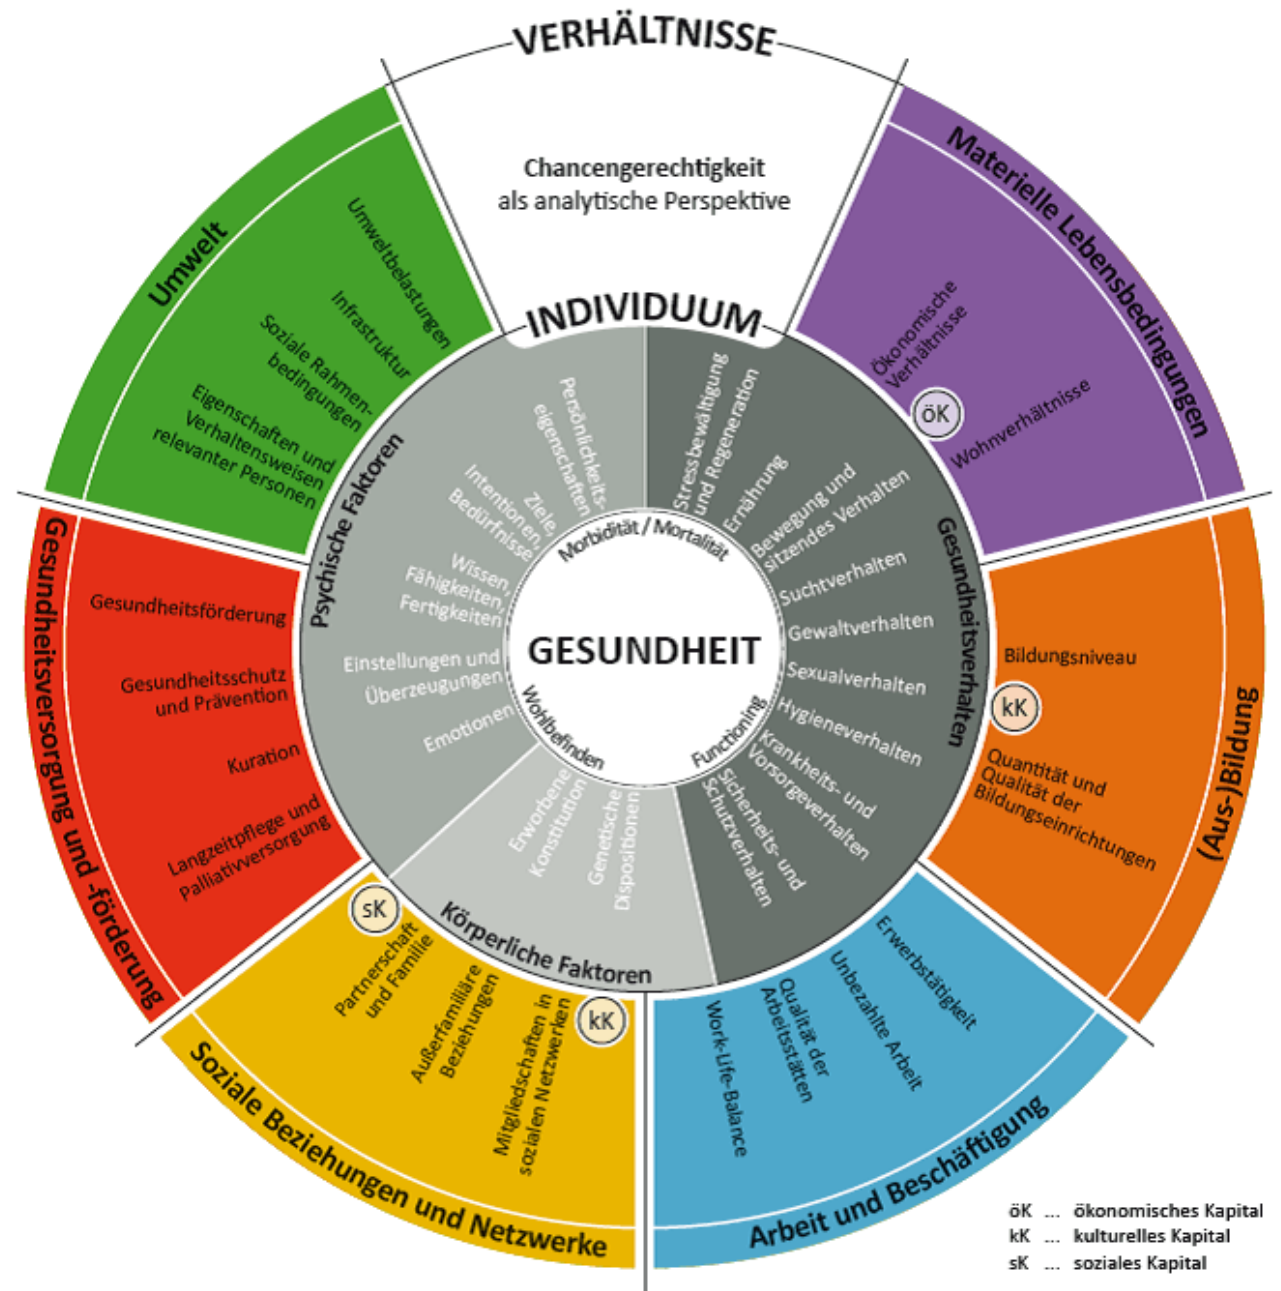 VERHÄLTNISSE
Chancengerechtigkeit
als analytische Perspektive
INDIVIDUUM
Materielle Lebensbedingungen
Ökonomische
Verhältnisse
öK
Wohnverhältnisse
(Aus-)Bildung
Bildungsniveau
kK
Quantität und
Qualität der
Bildungseinrichtungen
Arbeit und Beschäftigung
Erwerbstätigkeit
Unbezahlte Arbeit
Qualität der
Arbeitsstätten
Work-Life-Balance
Soziale Beziehungen und Netzwerke
kK
Mitgliedschaften in
sozialen Netzwerken
Außerfamiliäre
Beziehungen
Partnerschaft
und Familie
sK
Gesundheitsversorgung und -förderung
Gesundheitsförderung
Gesundheitsschutz
und Prävention
Kuration
Langzeitpflege und
Palliativversorgung
Umwelt
Umweltbelastungen
Infrastruktur
Soziale Rahmen-
bedingungen
Eigenschaften und
Verhaltensweisen
relevanter Personen
Gesundheitsverhalten
Stressbewältigung
und Regeneration
Ernährung
Bewegung und
sitzendes Verhalten
Suchtverhalten
Gewaltverhalten
Sexualverhalten
Hygieneverhalten
Krankheits- und
Vorsorgeverhalten
Sicherheits- und
Schutzverhalten
Körperliche Faktoren
Genetische
Dispositionen
Erworbene
Konstitution
Psychische Faktoren
Persönlichkeits-
eigenschaften
Ziele,
Intentionen,
Bedürfnisse
Wissen,
Fähigkeiten,
Fertigkeiten
Einstellungen und
Überzeugungen
Emotionen
Morbidität / Mortalität
GESUNDHEIT
Wohlbefinden
Functioning
öK ... ökonomisches Kapital
kK ... kulturelles Kapital
sK ... soziales Kapital